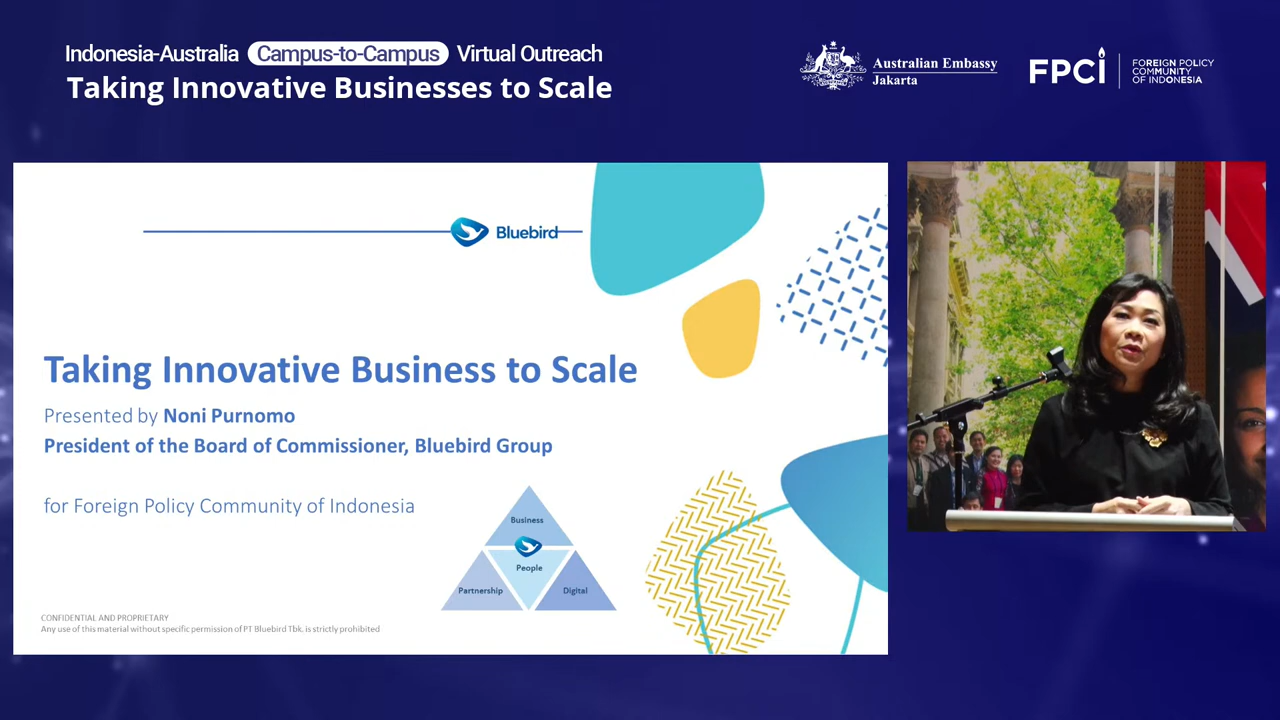 Indonesia-Australia Campus-to-Campus Virtual Outreach
Taking Innovative Businesses to Scale
Australian Embassy
Jakarta
FPCI
FOREIGN POLICY
COMMUNITY
OF INDONESIA
Bluebird
Taking Innovative Business to Scale
Presented by Noni Purnomo
President of the Board of Commissioner, Bluebird Group
for Foreign Policy Community of Indonesia
Business
People
Partnership
Digital
CONFIDENTIAL AND PROPRIETARY
Any use of this material without specific permission of PT Bluebird Tbk. is strictly prohibited